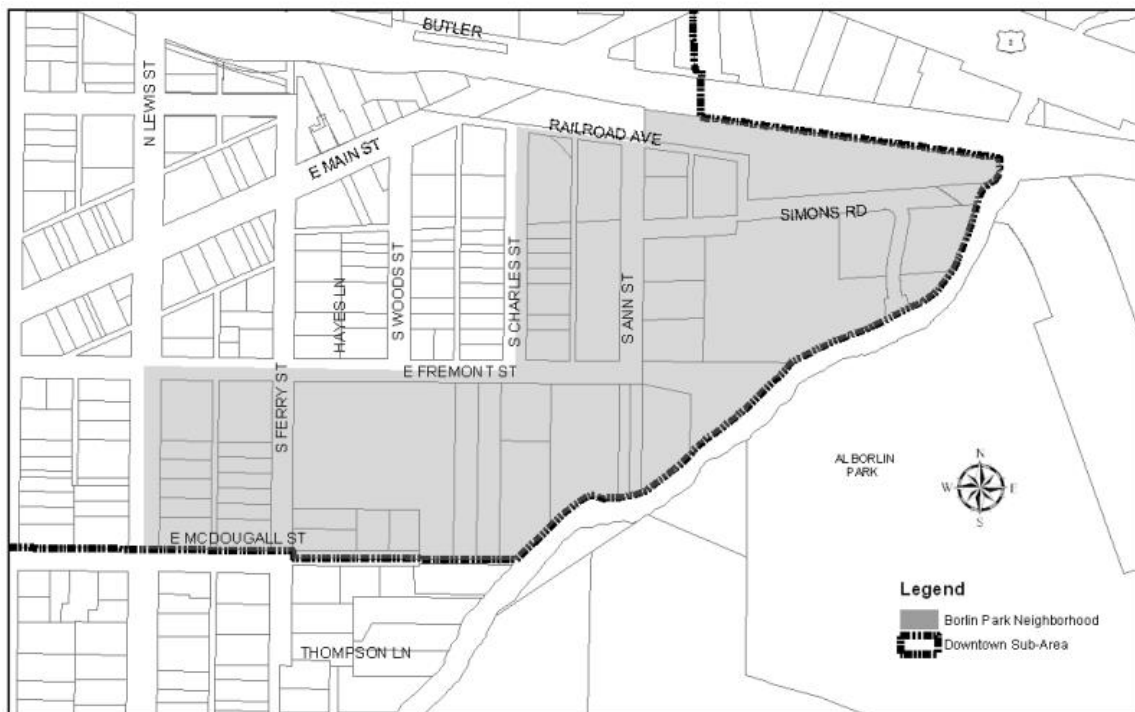 BUTLER
2
N LEWIS ST
RAILROAD AVE
E MAIN ST
SIMONS RD
HAYES LN
S WOODS ST
S CHARLES ST
S ANN ST
E FREMONT ST
S FERRY ST
AL BORLIN
PARK
N
W E
S
E MCDOUGALL ST
Legend
Borlin Park Neighborhood
Downtown Sub-Area
THOMPSON LN